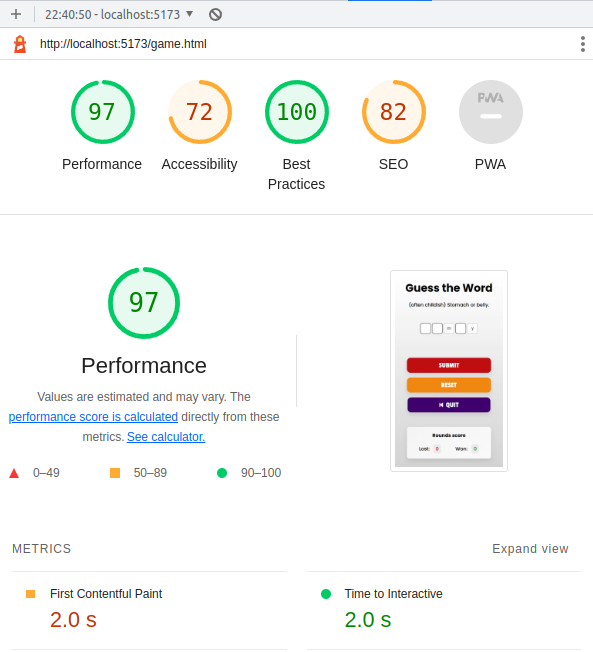 22:40:50 - localhost:5173
http://localhost:5173/game.html
97
72
100
82
PWA
Performance
Accessibility
Best
Practices
SEO
PWA
97
Performance
Values are estimated and may vary. The
performance score is calculated directly from these
metrics. See calculator.
0–49
50–89
90–100
Guess the Word
(often childish) Stomach or belly.
m
y
SUBMIT
RESET
QUIT
Rounds score
Lost: 0
Won: 0
METRICS
Expand view
First Contentful Paint
2.0 s
Time to Interactive
2.0 s